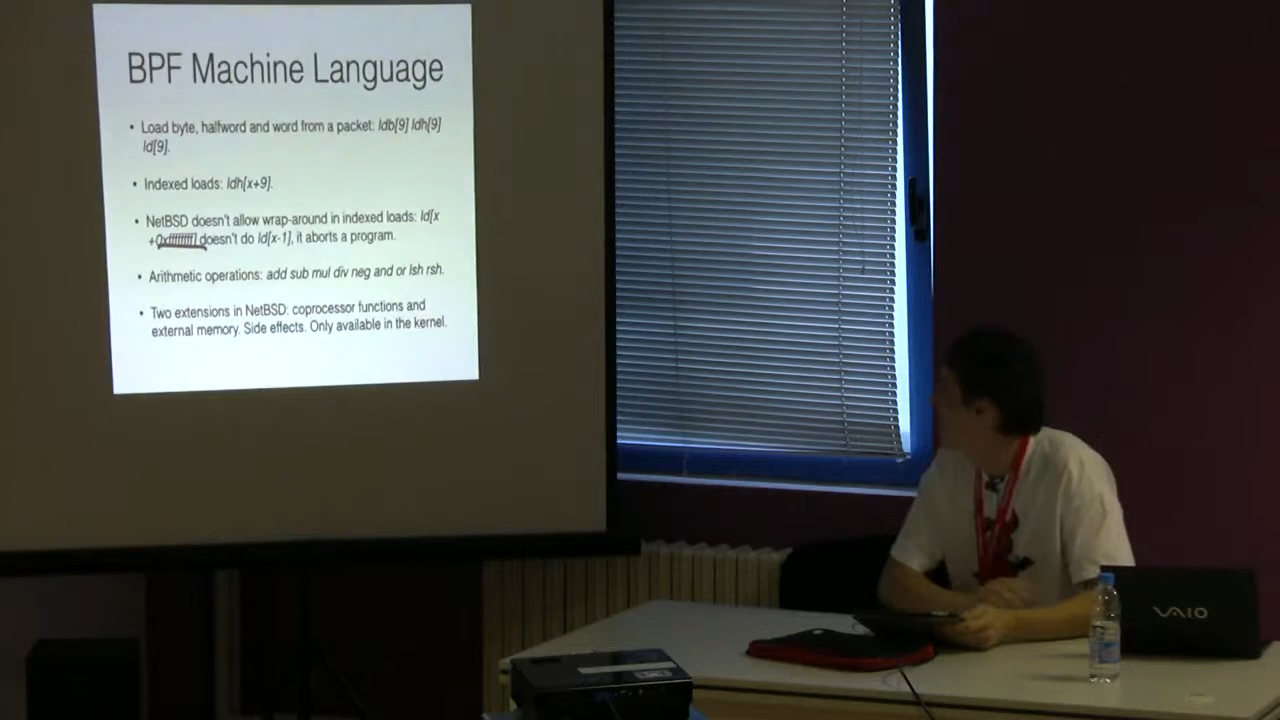 BPF Machine Language
• Load byte, halfword and word from a packet: ldb[9] ldh[9]
ld[9].
• Indexed loads: ldh[x+9].
• NetBSD doesn't allow wrap-around in indexed loads: ld[x
+0xffffffff] doesn't do ld[x-1], it aborts a program.
• Arithmetic operations: add sub mul div neg and or lsh rsh.
• Two extensions in NetBSD: coprocessor functions and
external memory. Side effects. Only available in the kernel.
VAIO